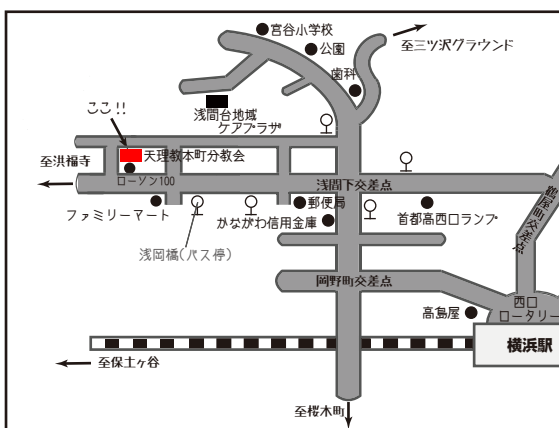 宮谷小学校
公園
至三ツ沢グラウンド
歯科
浅間台地域
ケアプラザ
ここ!!
至洪福寺
天理教本町分教会
ローソン100
浅間下交差点
鶴屋町交差点
ファミリーマート
郵便局
かながわ信用金庫
首都高西口ランプ
浅岡橋(バス停)
岡野町交差点
西口
ロータリー
高島屋
横浜駅
至保土ヶ谷
至桜木町